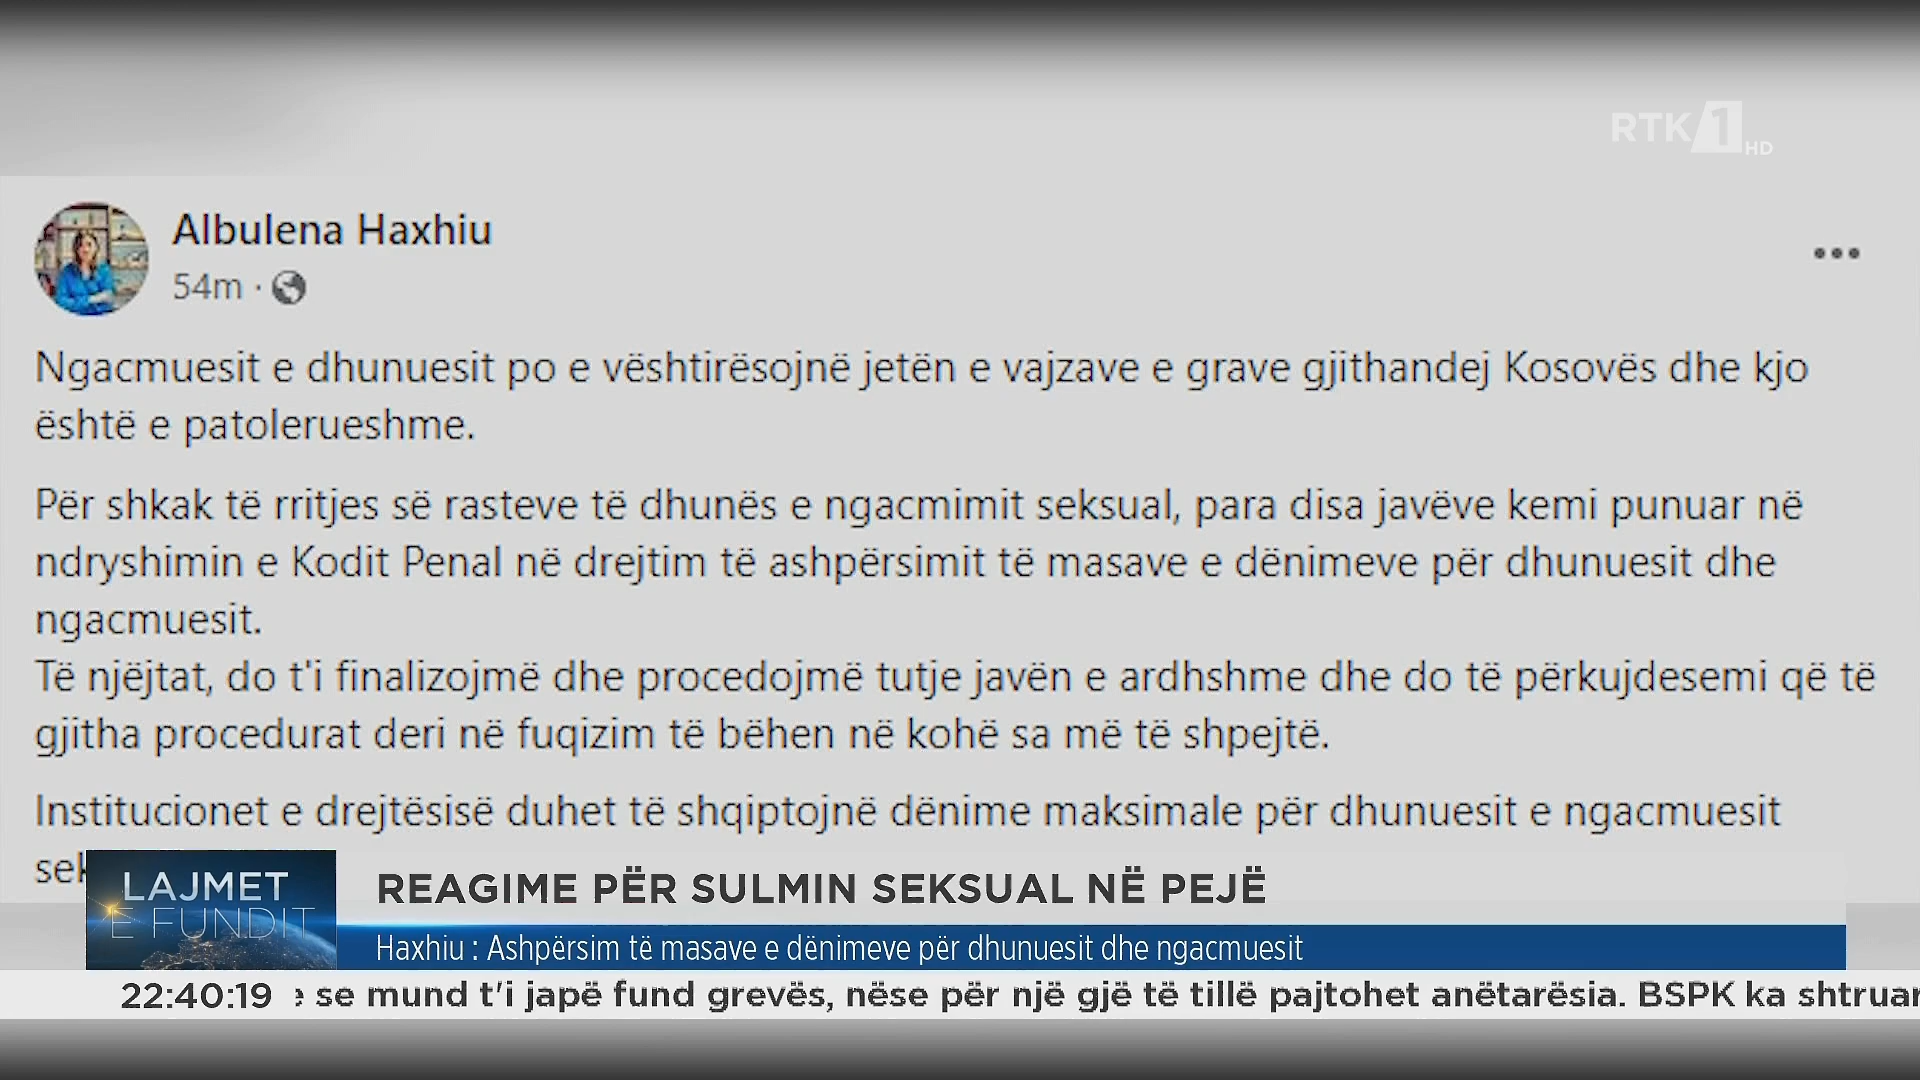 RTK 1 HD
Albulena Haxhiu
54m ·
Ngacmuesit e dhunuesit po e vështirësojnë jetën e vajzave e grave gjithandej Kosovës dhe kjo
është e patolerueshme.
Për shkak të rritjes së rasteve të dhunës e ngacmimit seksual, para disa javëve kemi punuar në
ndryshimin e Kodit Penal në drejtim të ashpërsimit të masave e dënimeve për dhunuesit dhe
ngacmuesit.
Të njëjtat, do t'i finalizojmë dhe procedojmë tutje javën e ardhshme dhe do të përkujdesemi që të
gjitha procedurat deri në fuqizim të bëhen në kohë sa më të shpejtë.
Institucionet e drejtësisë duhet të shqiptojnë dënime maksimale për dhunuesit e ngacmuesit
LAJMET
E FUNDIT
REAGIME PËR SULMIN SEKSUAL NË PEJË
Haxhiu : Ashpërsim të masave e dënimeve për dhunuesit dhe ngacmuesit
22:40:19 se mund t'i japë fund grevës, nëse për një gjë të tillë pajtohet anëtarësia. BSPK ka shtruar